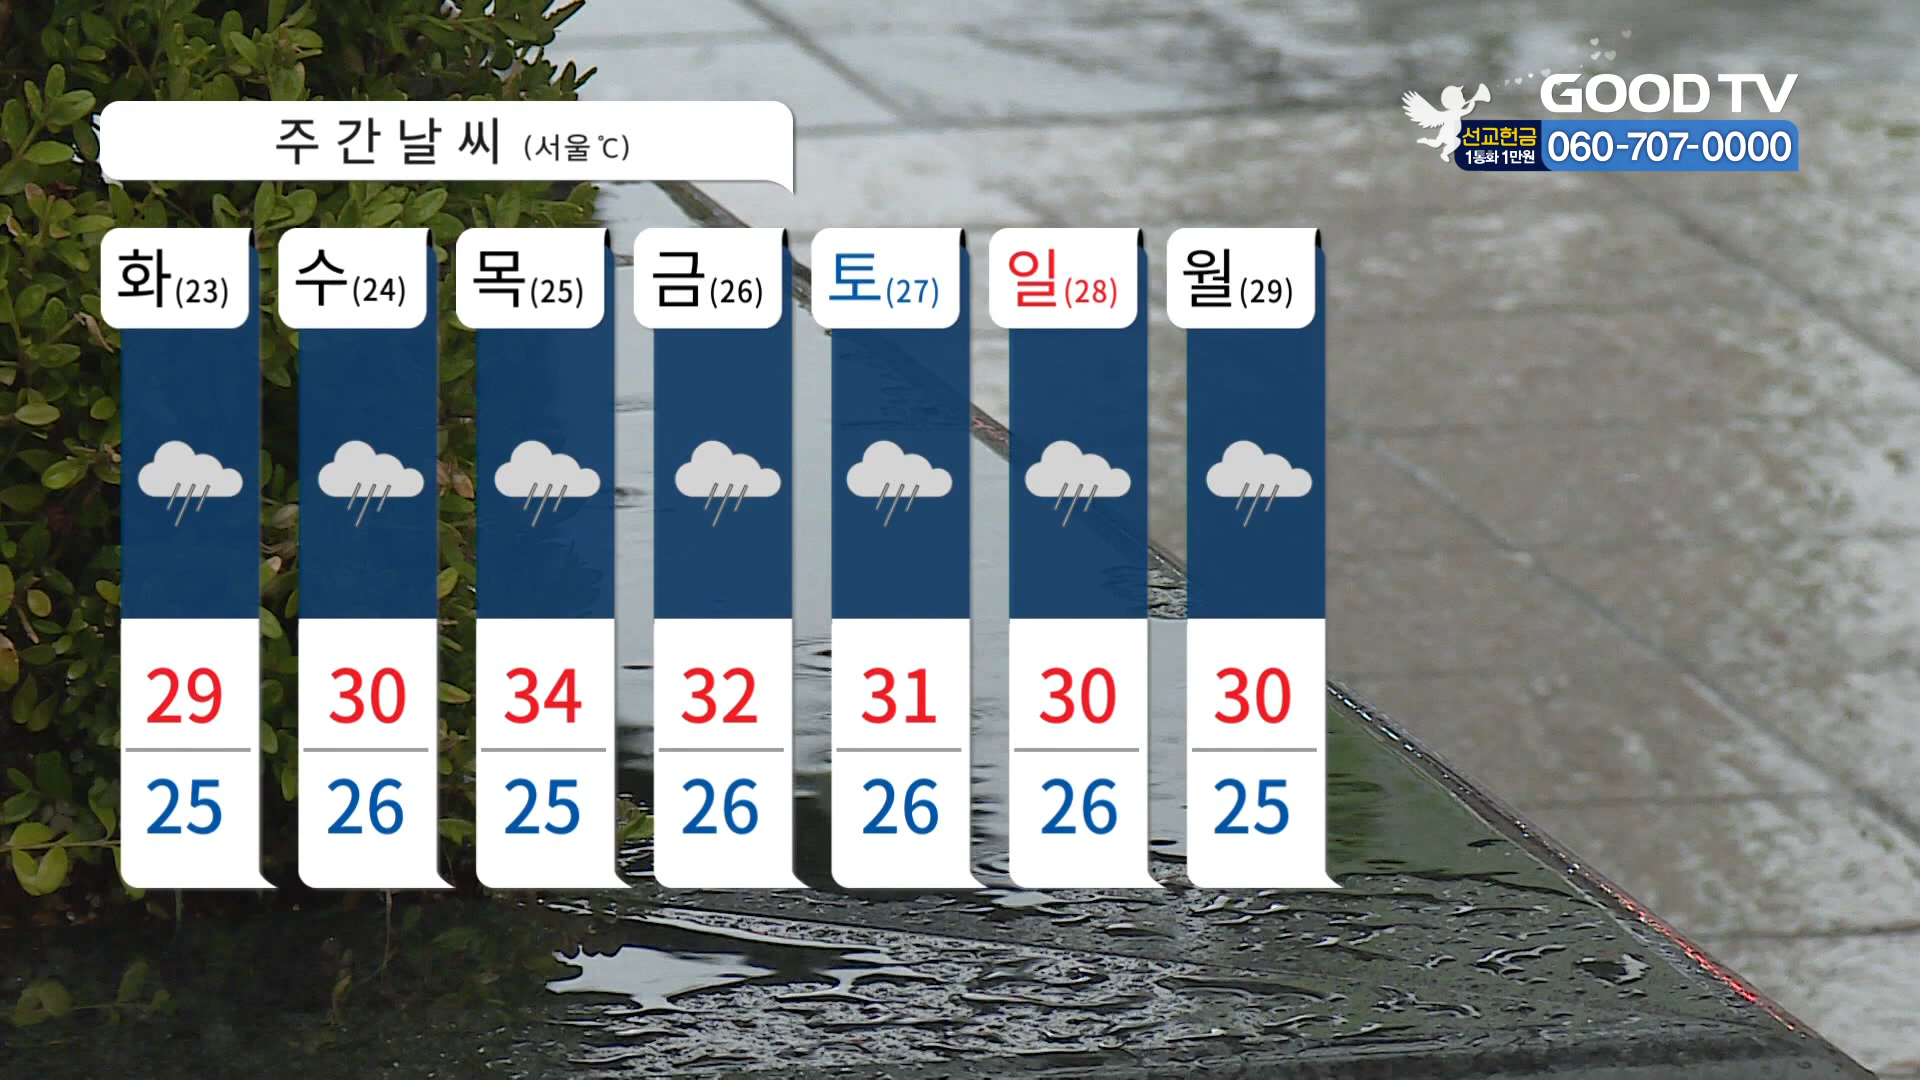 GOOD TV
선교헌금
1통화 1만원
060-707-0000
주간날씨 (서울 ℃)
화(23) 수(24) 목(25) 금(26) 토(27) 일(28) 월(29)
29 30 34 32 31 30 30
25 26 25 26 26 26 25